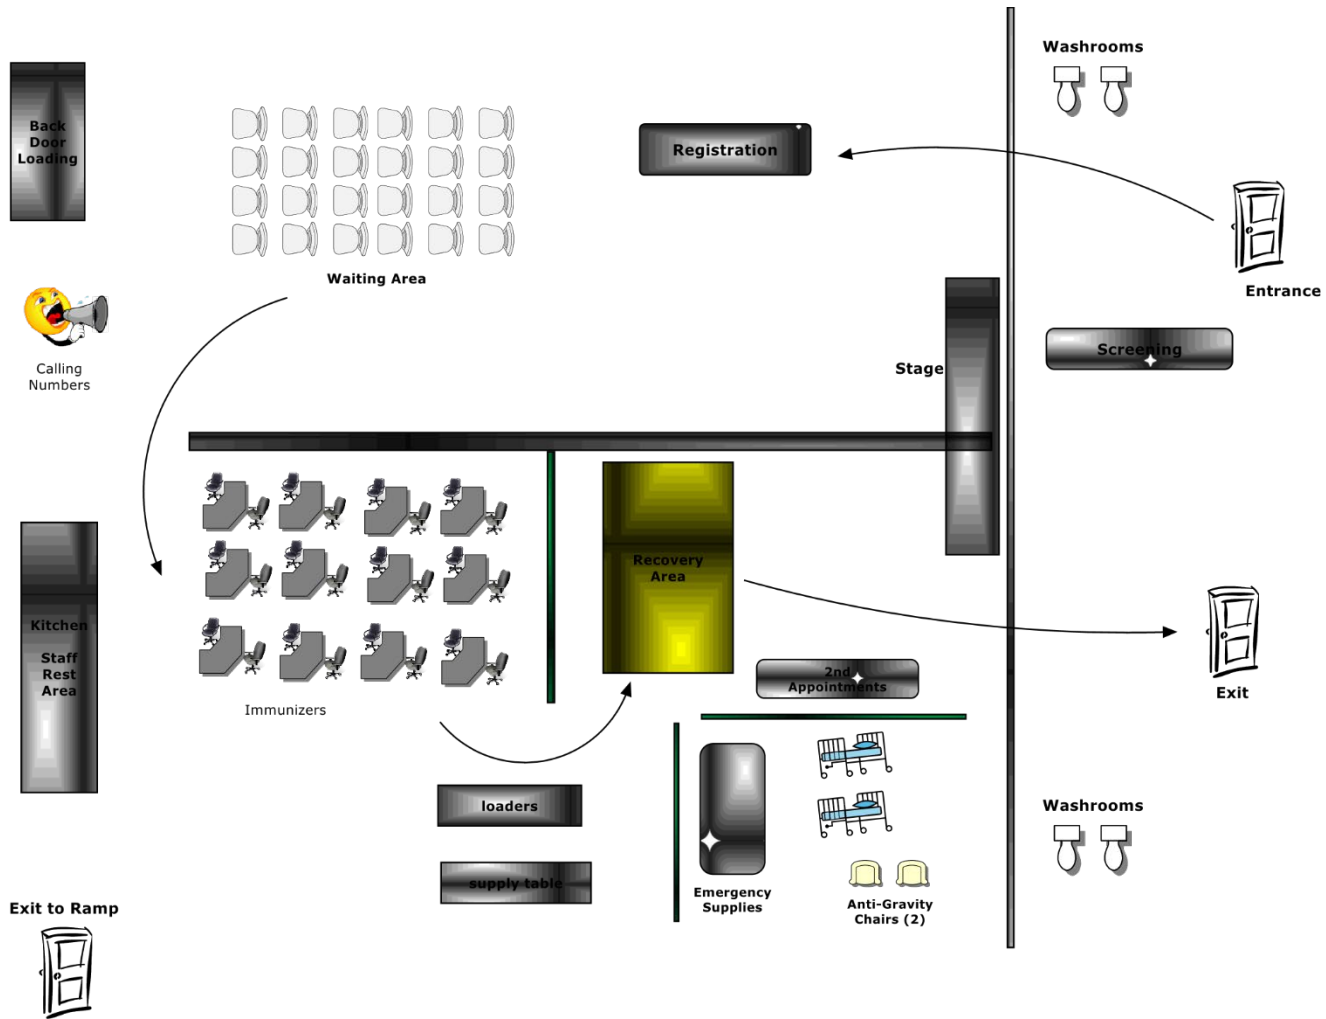 Washrooms
Back
Door
Loading
Registration
Waiting Area
Entrance
Calling
Numbers
Screening
Stage
Recovery
Area
Kitchen
Staff
Rest
Area
2nd
Appointments
Exit
Immunizers
loaders
Washrooms
supply table
Emergency
Supplies
Anti-Gravity
Chairs (2)
Exit to Ramp